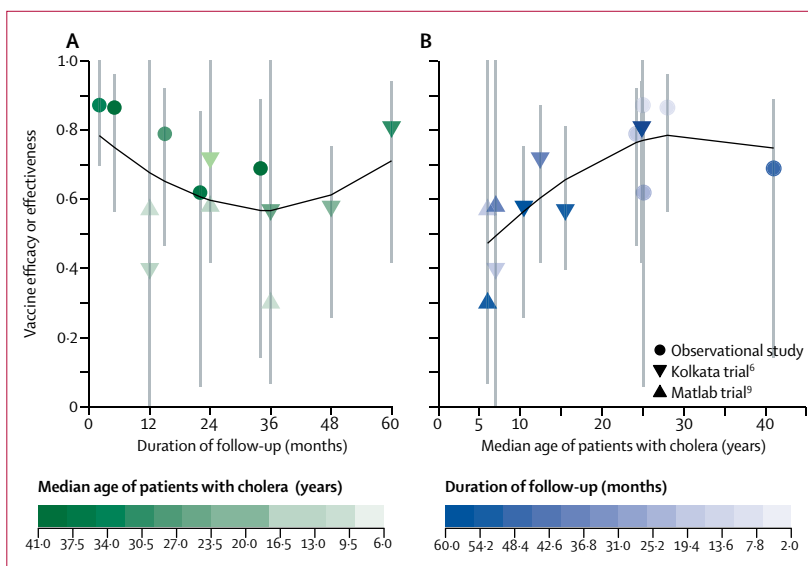 A
B
Vaccine efficacy or effectiveness
1·0
0·8
0·6
0·4
0·2
0
0 12 24 36 48 60
Duration of follow-up (months)
0 5 10 20 30 40
Median age of patients with cholera (years)
Observational study
Kolkata trial⁶
Matlab trial⁹
Median age of patients with cholera (years)
41·0 37·5 34·0 30·5 27·0 23·5 20·0 16·5 13·0 9·5 6·0
Duration of follow-up (months)
60·0 54·2 48·4 42·6 36·8 31·0 25·2 19·4 13·6 7·8 2·0